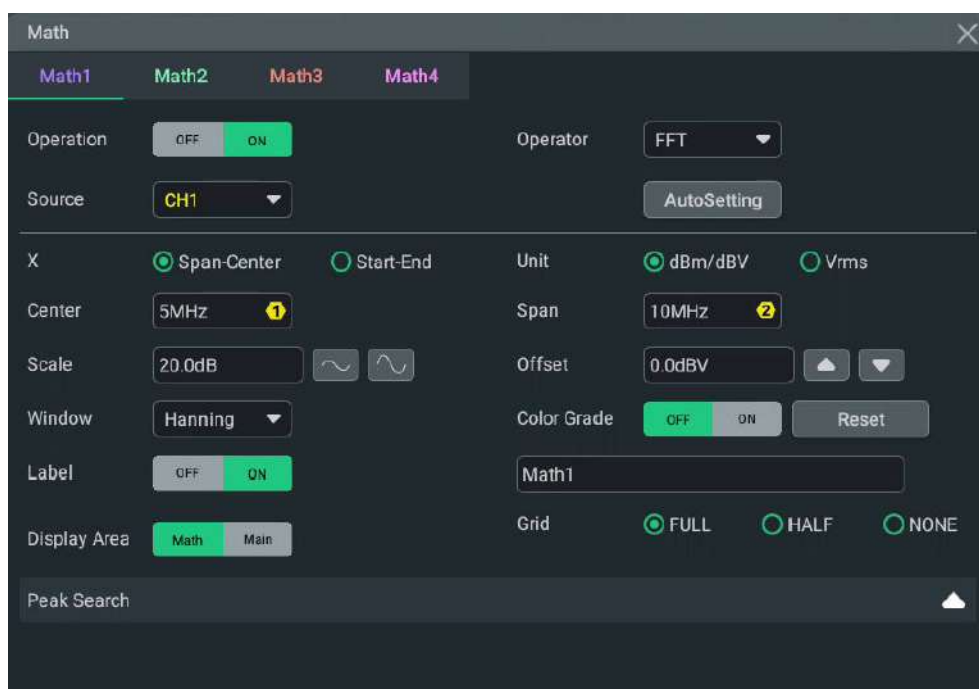 Math
Math1 Math2 Math3 Math4
Operation OFF ON Operator FFT
Source CH1 AutoSetting
X Span-Center Start-End Unit dBm/dBV Vrms
Center 5MHz 1 Span 10MHz 2
Scale 20.0dB Offset 0.0dBV
Window Hanning Color Grade OFF ON Reset
Label OFF ON Math1
Display Area Math Main Grid FULL HALF NONE
Peak Search